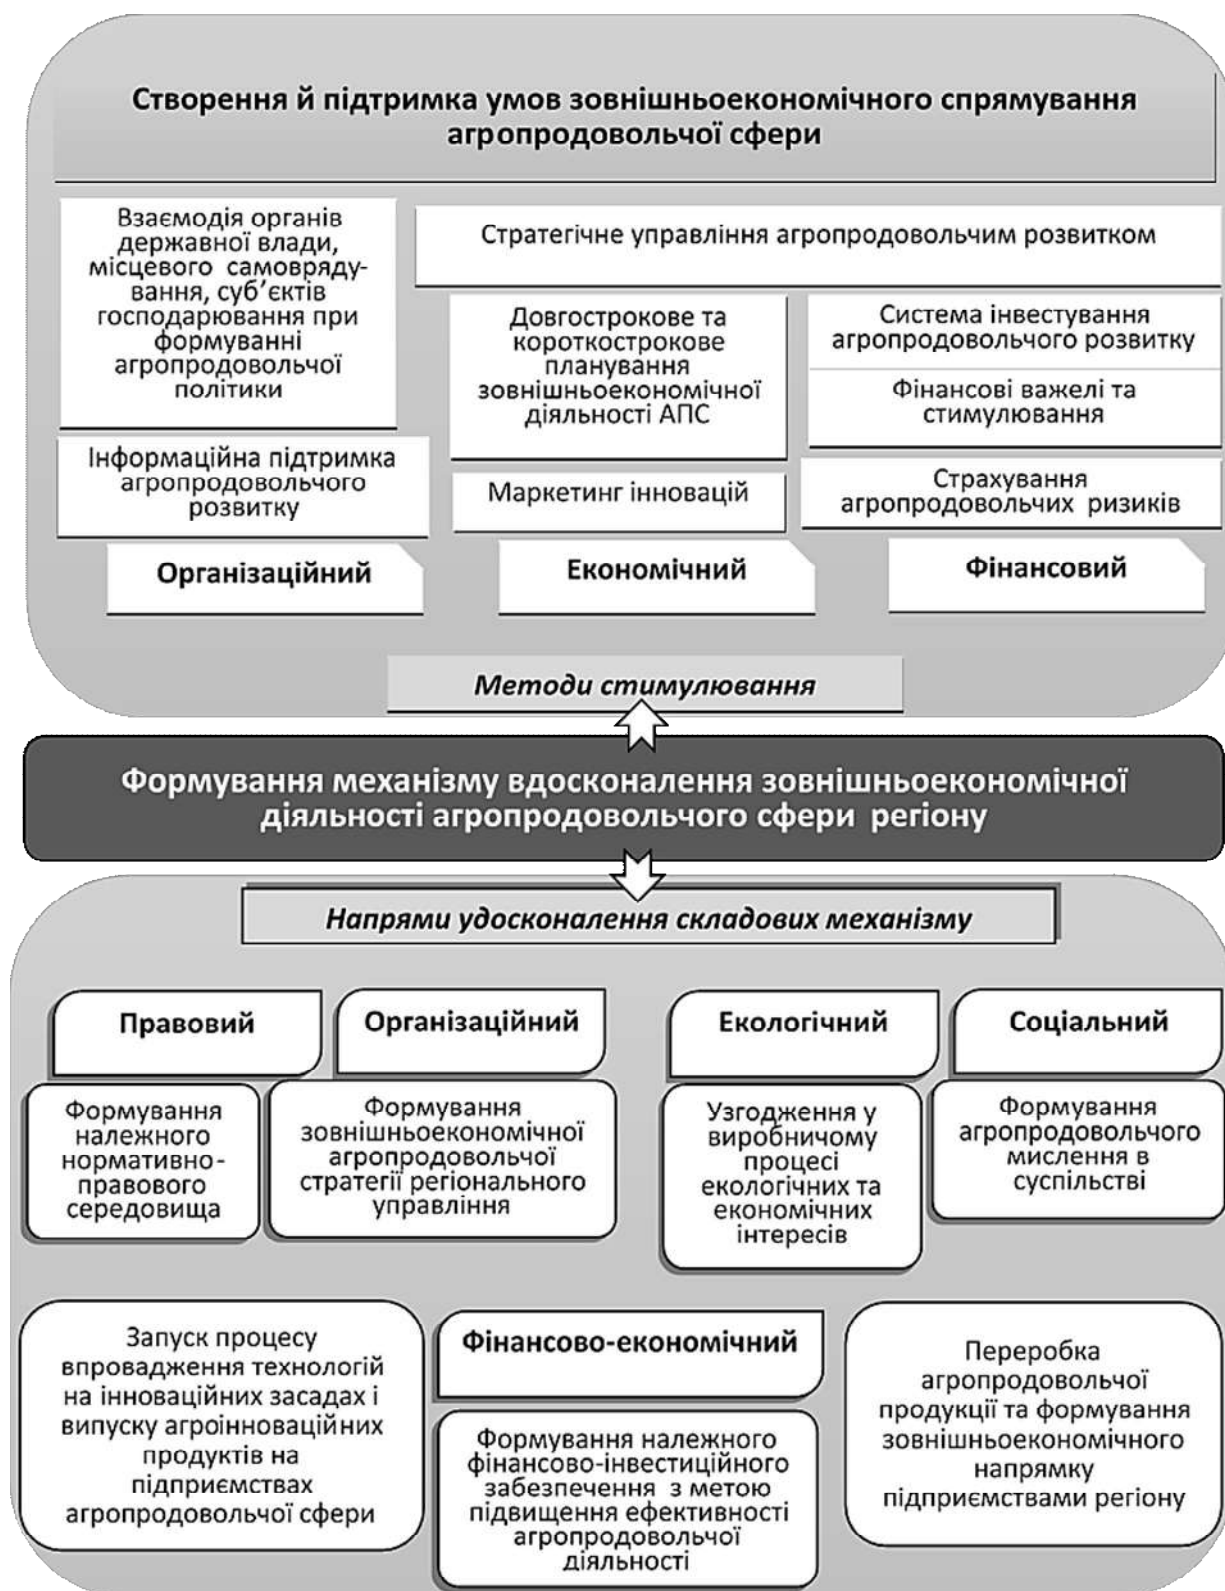 Створення й підтримка умов зовнішньоекономічного спрямування
агропродовольчої сфери
Взаємодія органів
державної влади,
місцевого самовряду-
вання, суб’єктів
господарювання при
формуванні
агропродовольчої
політики
Інформаційна підтримка
агропродовольчого
розвитку
Стратегічне управління агропродовольчим розвитком
Довгострокове та
короткострокове
планування
зовнішньоекономічної
діяльності АПС
Маркетинг інновацій
Система інвестування
агропродовольчого розвитку
Фінансові важелі та
стимулювання
Страхування
агропродовольчих ризиків
Організаційний
Економічний
Фінансовий
Методи стимулювання
Формування механізму вдосконалення зовнішньоекономічної
діяльності агропродовольчого сфери регіону
Напрями удосконалення складових механізму
Правовий
Організаційний
Екологічний
Соціальний
Формування
належного
нормативно-
правового
середовища
Формування
зовнішньоекономічної
агропродовольчої
стратегії регіонального
управління
Узгодження у
виробничому
процесі
екологічних та
економічних
інтересів
Формування
агропродовольчого
мислення в
суспільстві
Запуск процесу
впровадження технологій
на інноваційних засадах і
випуску агроінноваційних
продуктів на
підприємствах
агропродовольчої сфери
Фінансово-економічний
Формування належного
фінансово-інвестиційного
забезпечення з метою
підвищення ефективності
агропродовольчої
діяльності
Переробка
агропродовольчої
продукції та формування
зовнішньоекономічного
напрямку
підприємствами регіону